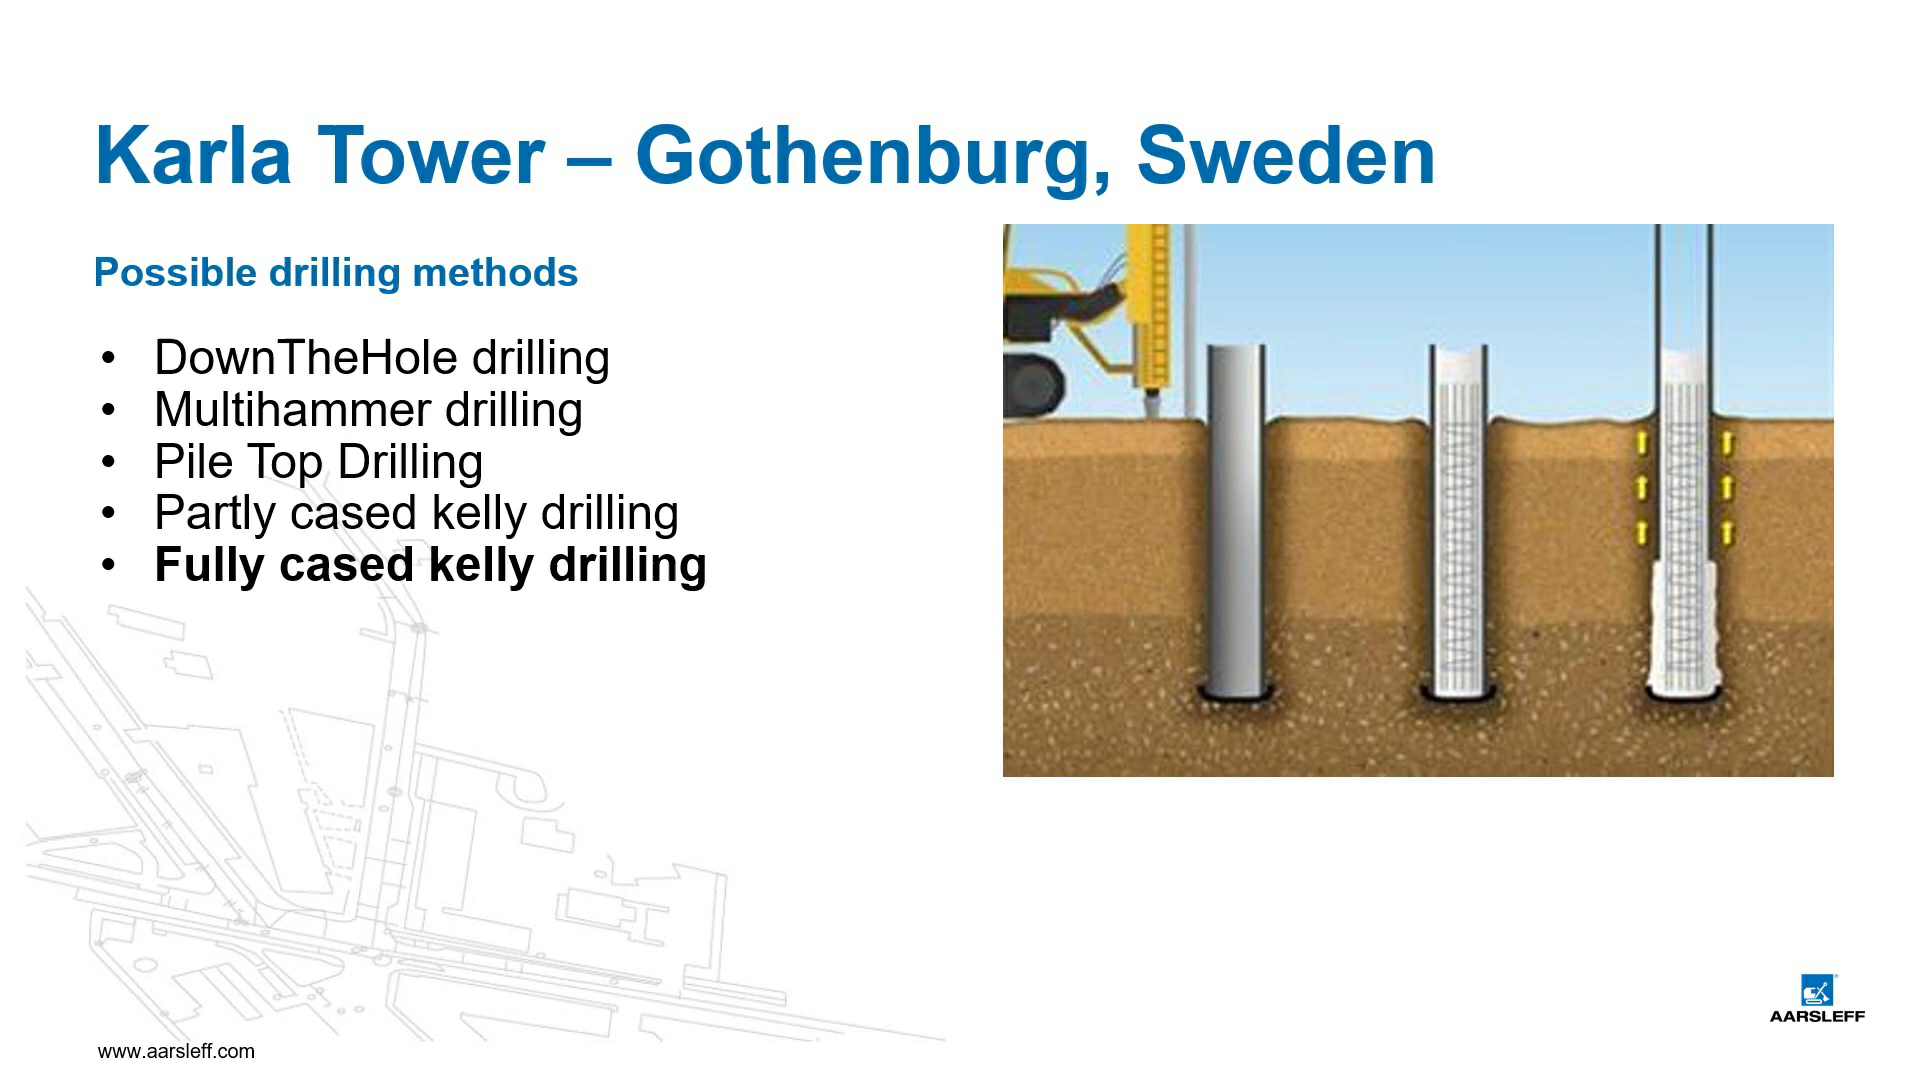 Karla Tower – Gothenburg, Sweden
Possible drilling methods
• DownTheHole drilling
• Multihammer drilling
• Pile Top Drilling
• Partly cased kelly drilling
• Fully cased kelly drilling
AARSLEFF
www.aarsleff.com